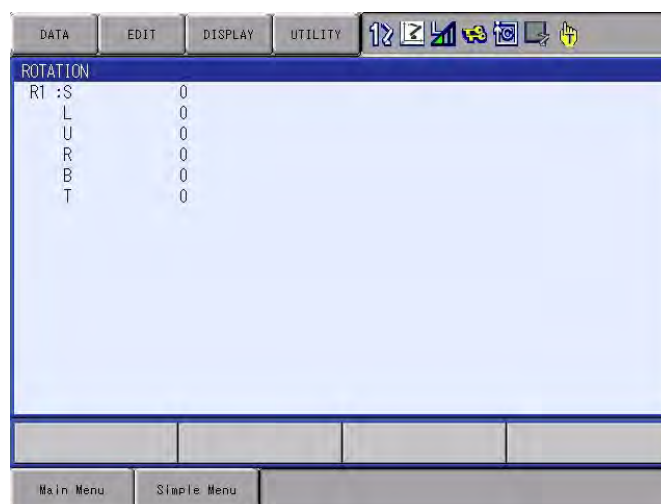 DATA EDIT DISPLAY UTILITY
ROTATION
R1 :S 0
L 0
U 0
R 0
B 0
T 0
Main Menu Simple Menu